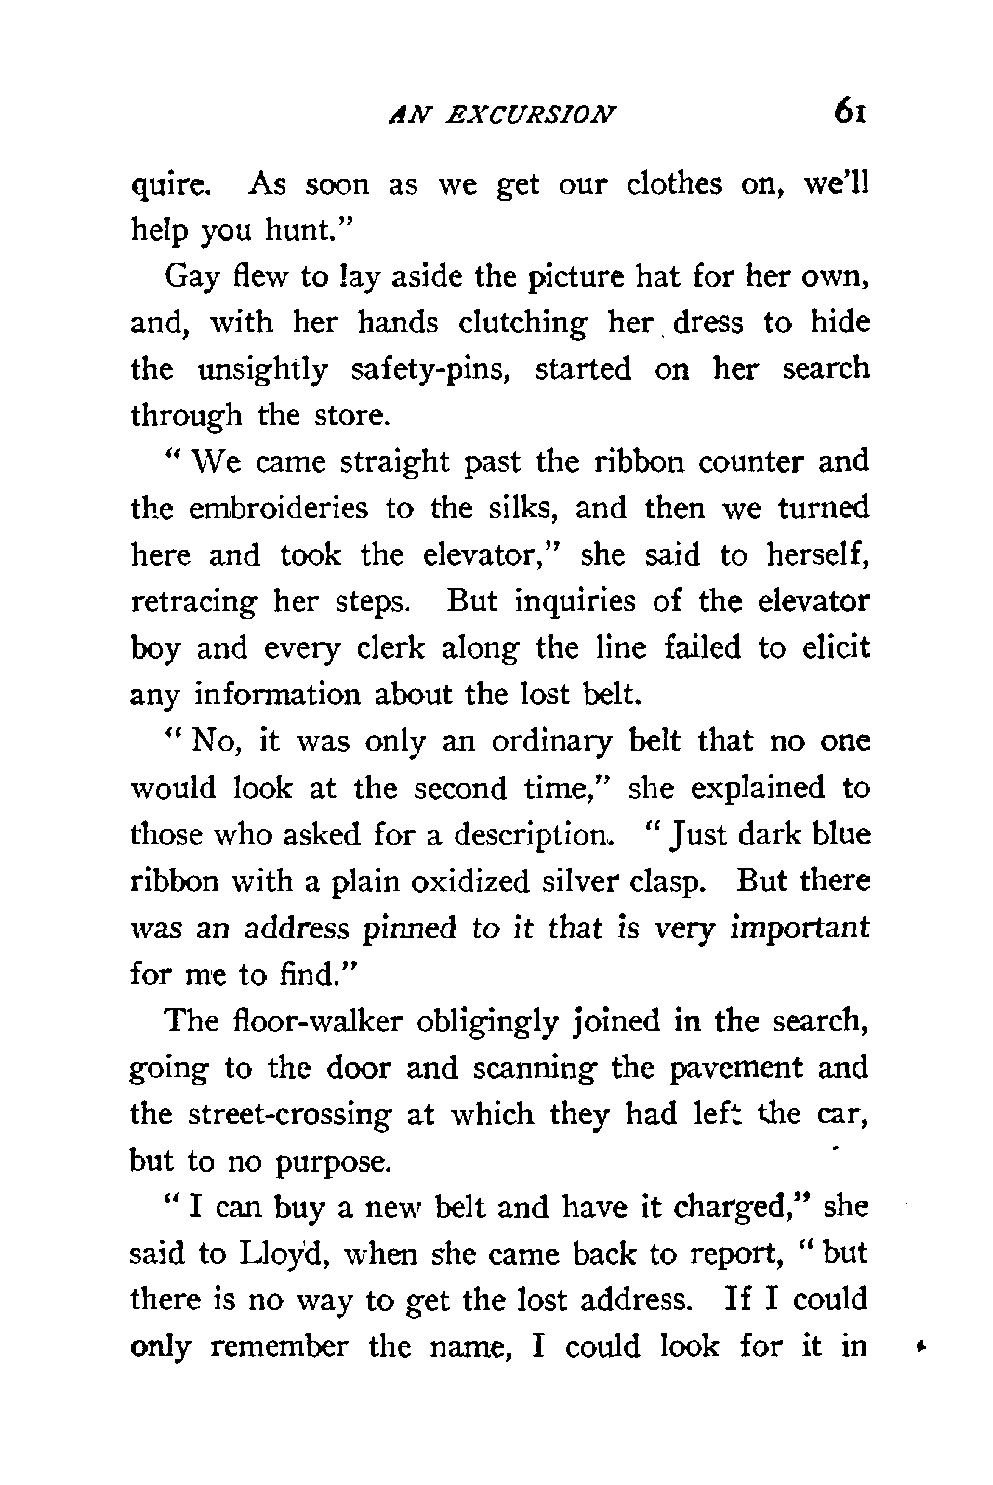 AN EXCURSION 61
quire. As soon as we get our clothes on, we'll
help you hunt."
Gay flew to lay aside the picture hat for her own,
and, with her hands clutching her dress to hide
the unsightly safety-pins, started on her search
through the store.
" We came straight past the ribbon counter and
the embroideries to the silks, and then we turned
here and took the elevator," she said to herself,
retracing her steps. But inquiries of the elevator
boy and every clerk along the line failed to elicit
any information about the lost belt.
" No, it was only an ordinary belt that no one
would look at the second time," she explained to
those who asked for a description. " Just dark blue
ribbon with a plain oxidized silver clasp. But there
was an address pinned to it that is very important
for me to find."
The floor-walker obligingly joined in the search,
going to the door and scanning the pavement and
the street-crossing at which they had left the car,
but to no purpose.
" I can buy a new belt and have it charged," she
said to Lloyd, when she came back to report, " but
there is no way to get the lost address. If I could
only remember the name, I could look for it in